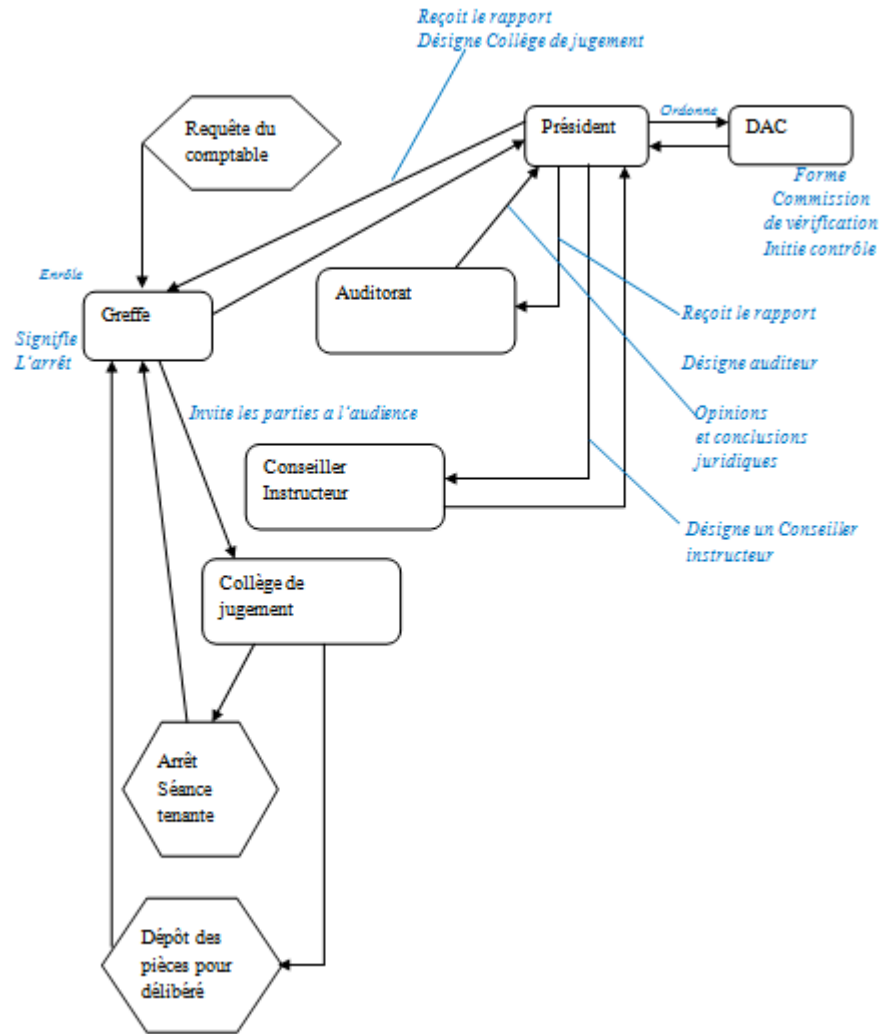 Reçoit le rapport
Désigne Collège de jugement
Requête du
comptable
Président
Ordonne
DAC
Forme
Commission
de vérification
Initie contrôle
Enrôle
Greffe
Auditorat
Signifie
L'arrêt
Reçoit le rapport
Désigne auditeur
Invite les parties a l'audience
Opinions
et conclusions
juridiques
Conseiller
Instructeur
Désigne un Conseiller
instructeur
Collège de
jugement
Arrêt
Séance
tenante
Dépôt des
pièces pour
délibéré